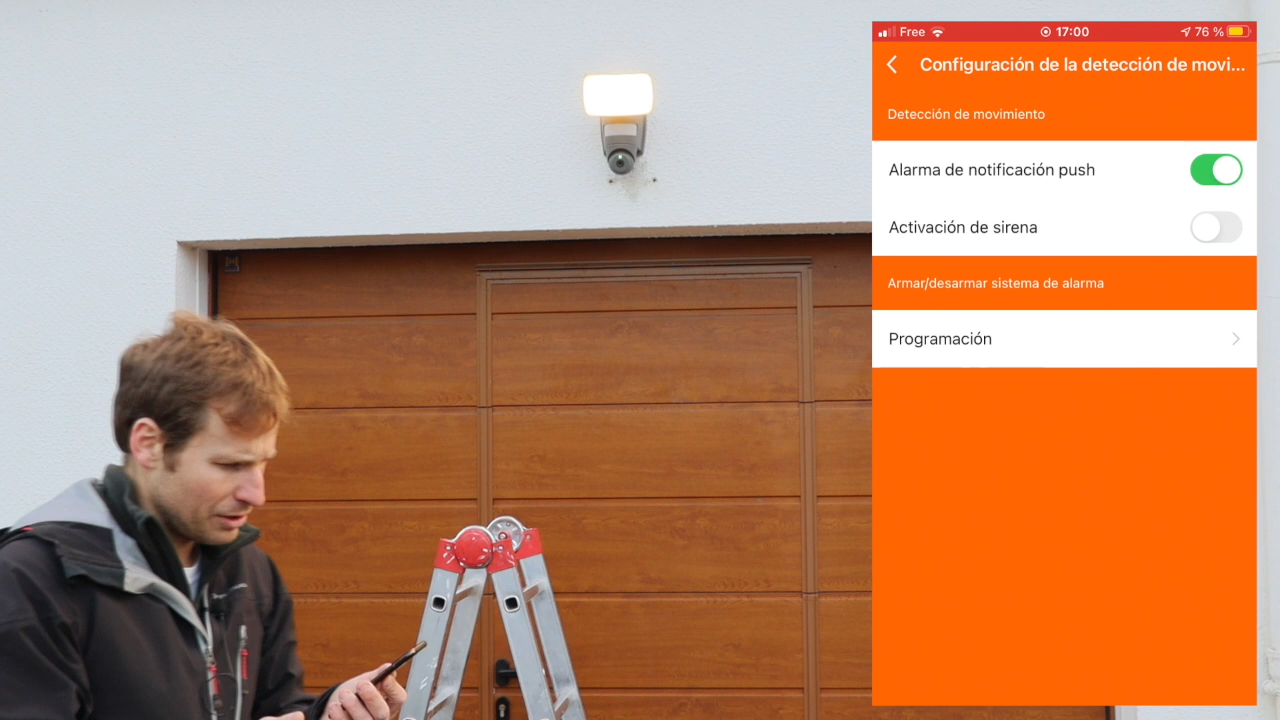 Free 17:00 76 %
Configuración de la detección de movi...
Detección de movimiento
Alarma de notificación push
Activación de sirena
Armar/desarmar sistema de alarma
Programación